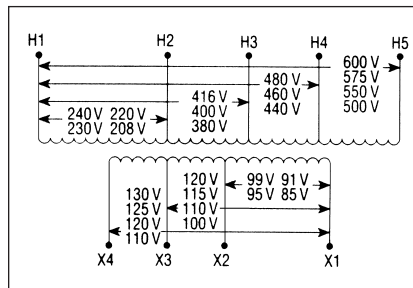 H1 H2 H3 H4 H5
600 V
480 V 575 V
416 V 460 V 550 V
240 V 220 V 400 V 440 V 500 V
230 V 208 V 380 V
120 V 99 V 91 V
130 V 115 V 95 V 85 V
125 V 110 V
120 V 100 V
110 V
X4 X3 X2 X1